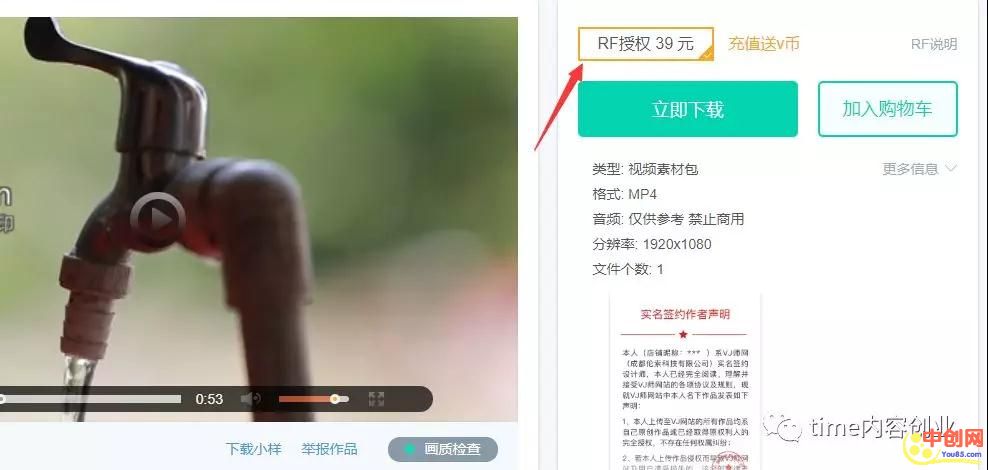 RF授权 39 元
充值送v币
RF说明
立即下载
加入购物车
类型: 视频素材包
更多信息
格式: MP4
音频: 仅供参考 禁止商用
分辨率: 1920x1080
文件个数: 1
印
0:53
下载小样
举报作品
画质检查
实名签约作者声明
本人（店铺昵称：*** ）系VJ师网
（成都伦索科技有限公司）实名签约
设计师，本人已经完全阅读、理解并
接受VJ师网站的各项协议及规则，现
就VJ师网站中本人名下作品发表如下
声明：
1、本人上传至VJ网站的所有作品均系
自己原创作品或已经取得原权利人的
完全授权，不存在任何权属纠纷；
2、若本人上传作品侵权而导致VJ网
time内容创业
中创网
You85.com